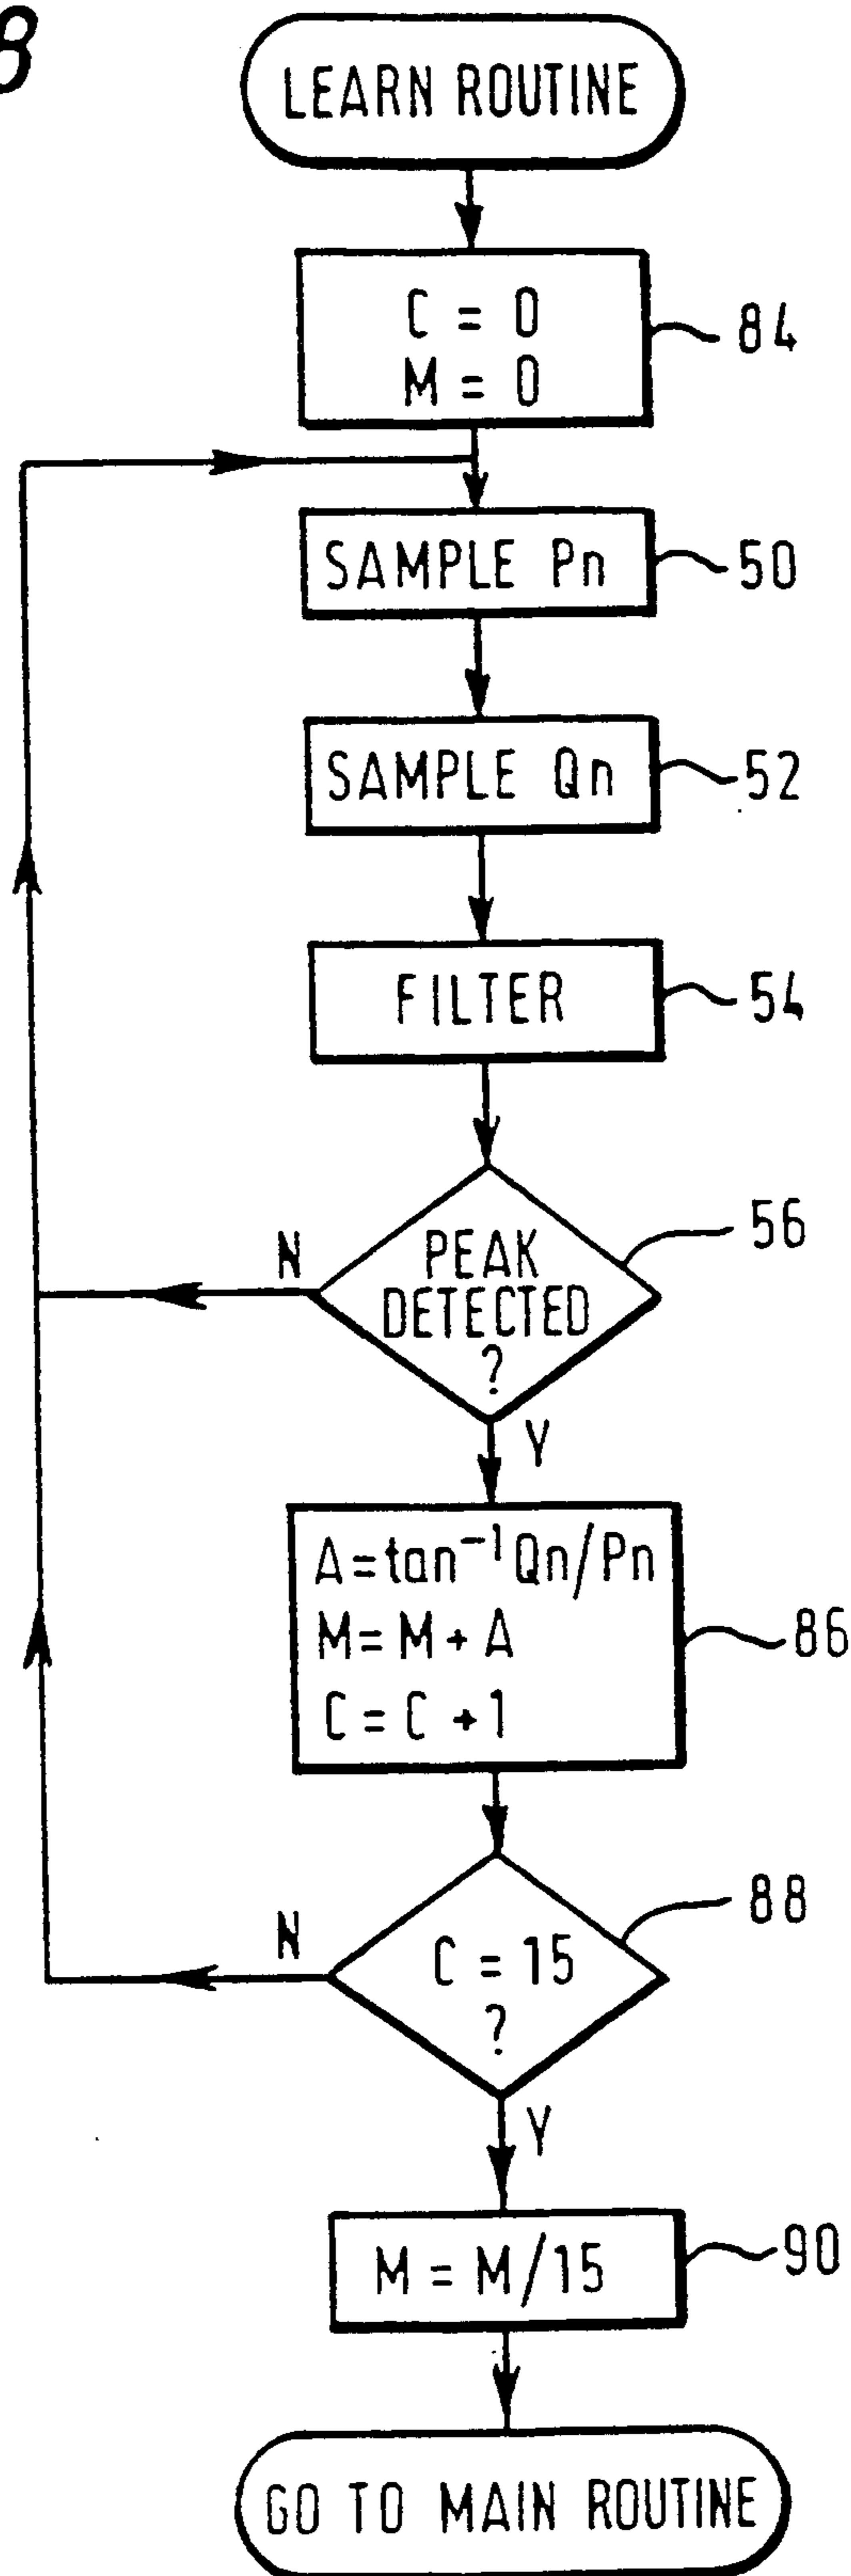 8
LEARN ROUTINE
C = 0
M = 0
84
SAMPLE Pn
50
SAMPLE Qn
52
FILTER
54
PEAK
DETECTED
?
56
N
Y
A=tan⁻¹Qn/Pn
M=M+A
C=C+1
86
C=15
?
88
N
Y
M=M/15
90
GO TO MAIN ROUTINE